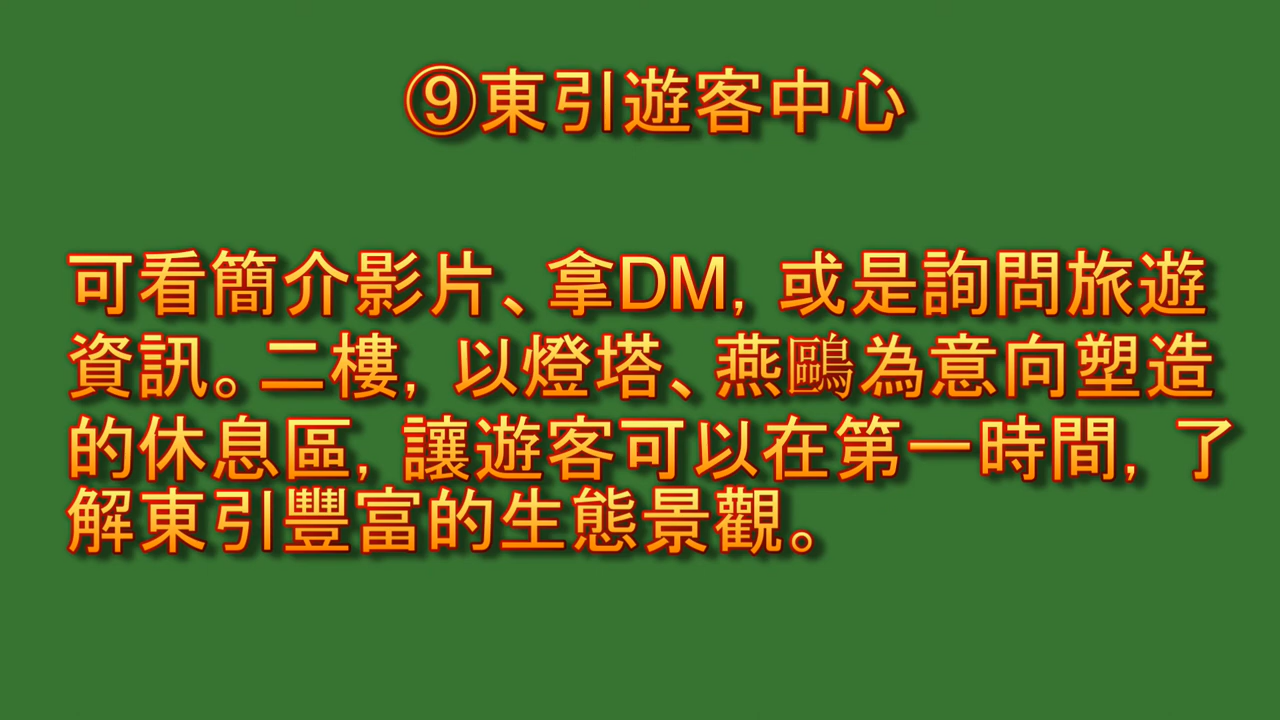 ⑨東引遊客中心
可看簡介影片、拿DM, 或是詢問旅遊
資訊。二樓, 以燈塔、燕鷗為意向塑造
的休息區, 讓遊客可以在第一時間, 了
解東引豐富的生態景觀。